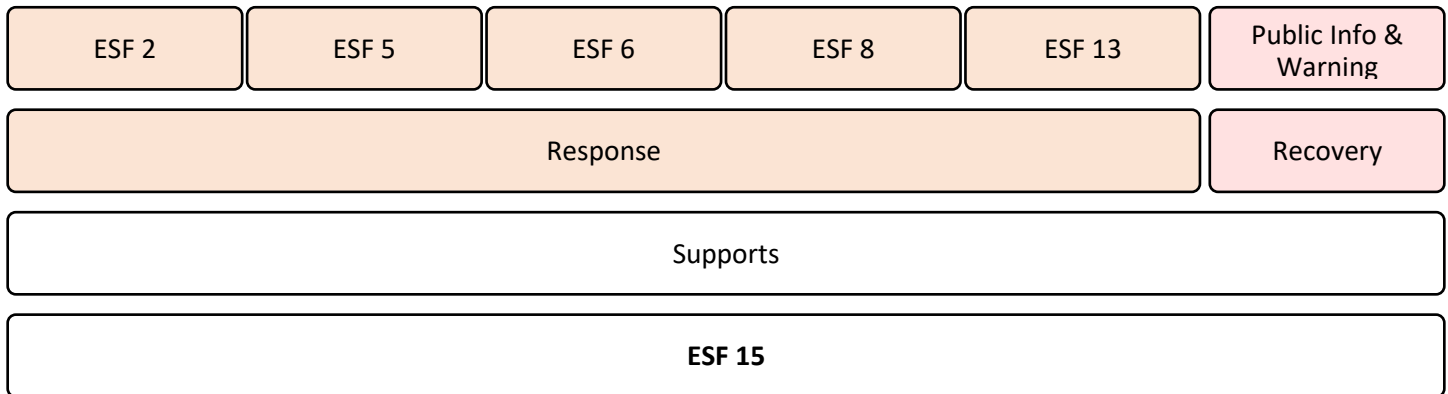 ESF 2
ESF 5
ESF 6
ESF 8
ESF 13
Public Info &
Warning
Response
Recovery
Supports
ESF 15